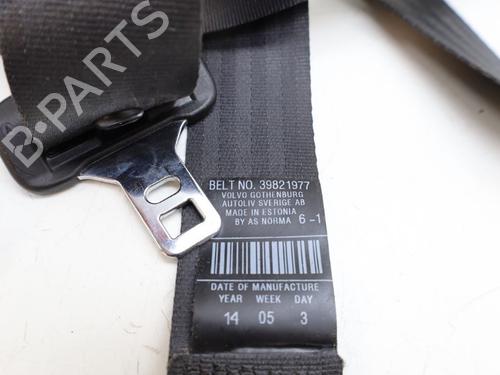 B-PARTS
BELT NO. 39821977
VOLVO GOTHENBURG
AUTOLIV SVERIGE AB
MADE IN ESTONIA
BY AS NORMA 6-1
DATE OF MANUFACTURE
YEAR WEEK DAY
14 05 3